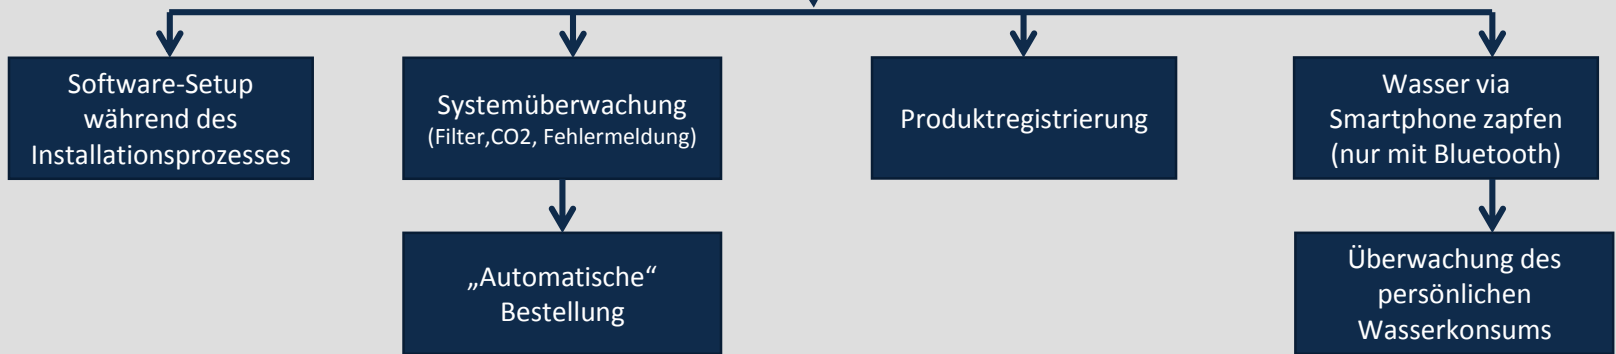 Software-Setup
während des
Installationsprozesses
Systemüberwachung
(Filter,CO2, Fehlermeldung)
Produktregistrierung
Wasser via
Smartphone zapfen
(nur mit Bluetooth)
„Automatische“
Bestellung
Überwachung des
persönlichen
Wasserkonsums